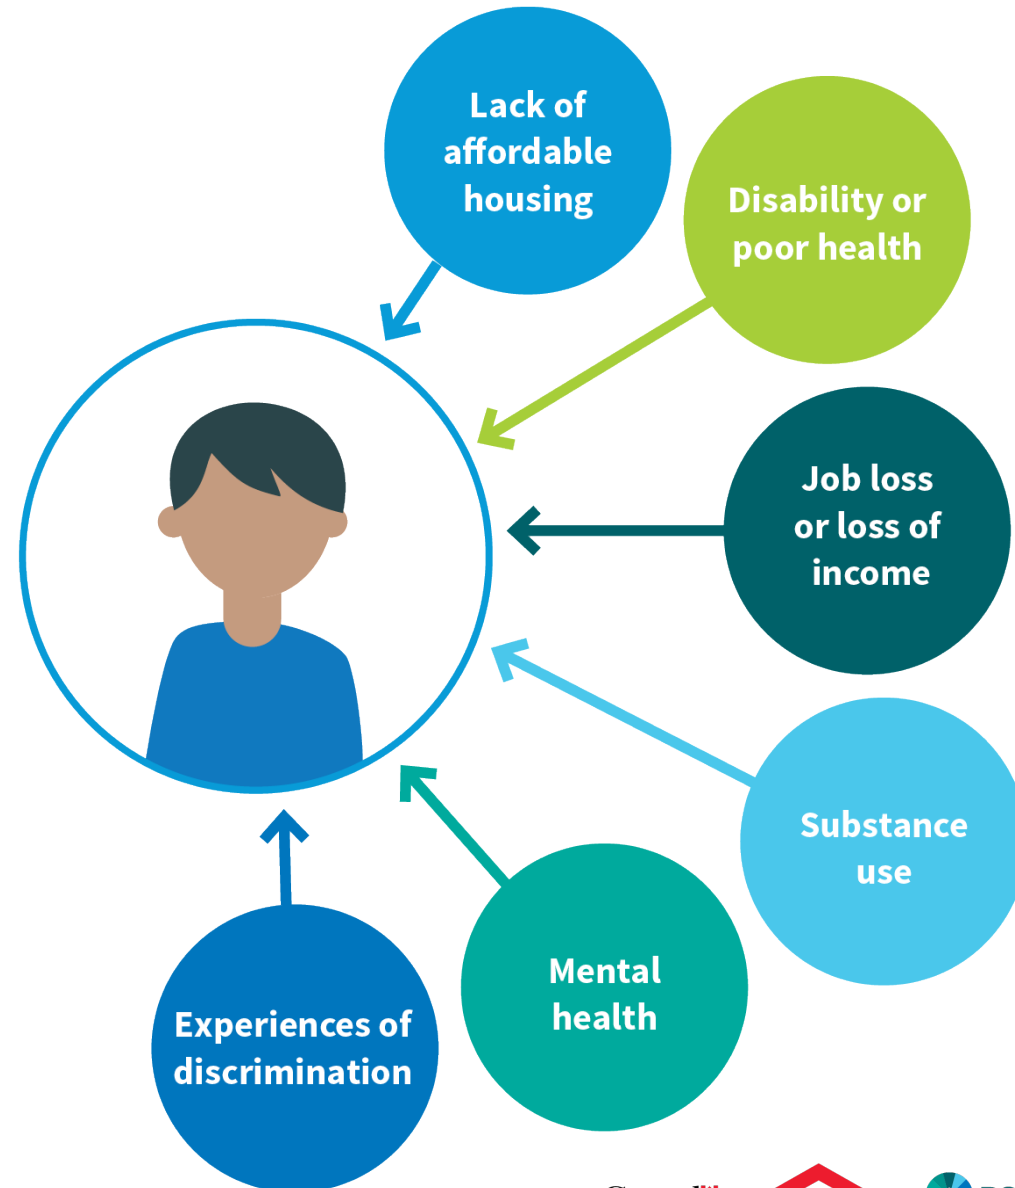 Lack of
affordable
housing
Disability or
poor health
Job loss
or loss of
income
Substance
use
Mental
health
Experiences of
discrimination